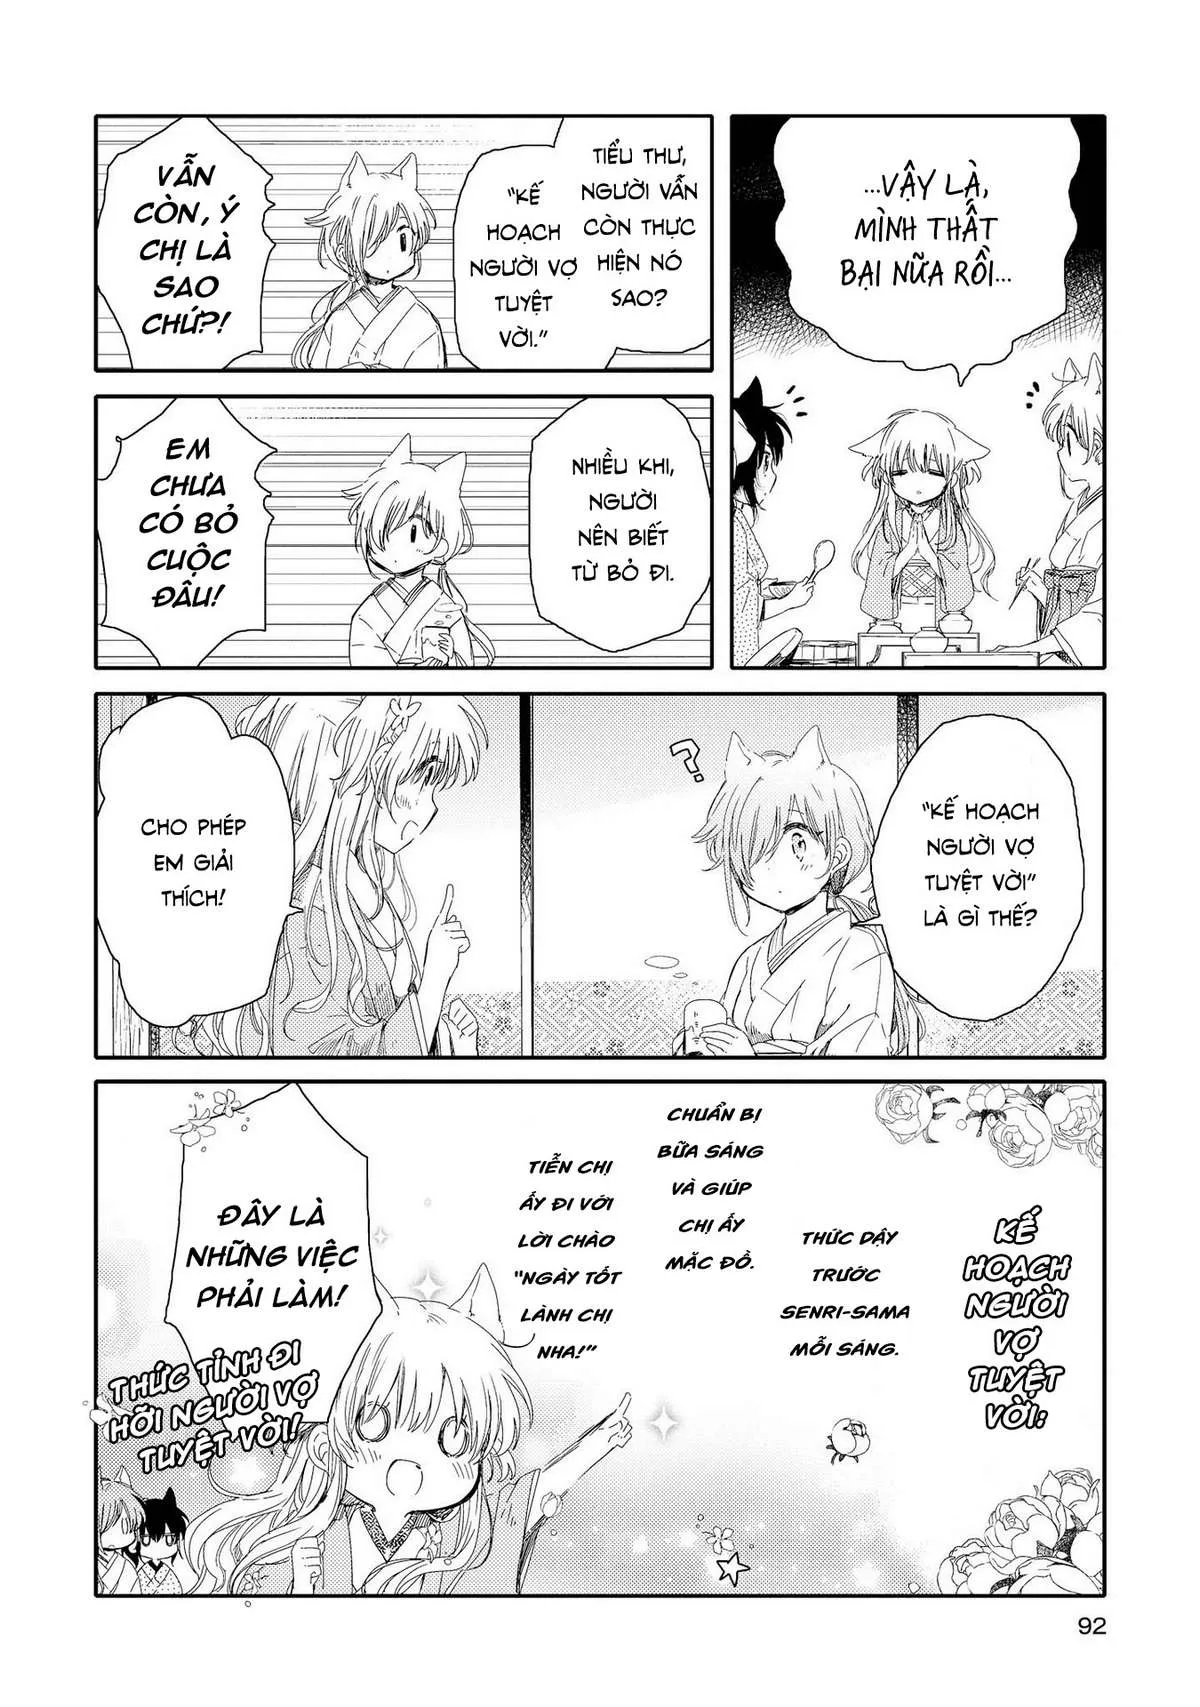 ...VẬY LÀ,
MÌNH THẤT
BẠI NỮA RỒI...
TIỂU THƯ,
NGƯỜI VẪN
CÒN THỰC
HIỆN NÓ
SAO?
"KẾ
HOẠCH
NGƯỜI VỢ
TUYỆT
VỜI."
VẪN
CÒN, Ý
CHỊ LÀ
SAO
CHỨ?!
NHIỀU KHI,
NGƯỜI
NÊN BIẾT
TỪ BỎ ĐI.
EM
CHƯA
CÓ BỎ
CUỘC
ĐÂU!
"KẾ HOẠCH
NGƯỜI VỢ
TUYỆT VỜI"
LÀ GÌ THẾ?
?
CHO PHÉP
EM GIẢI
THÍCH!
KẾ
HOẠCH
NGƯỜI
VỢ
TUYỆT
VỜI:
THỨC DẬY
TRƯỚC
SENRI-SAMA
MỖI SÁNG.
CHUẨN BỊ
BỮA SÁNG
VÀ GIÚP
CHỊ ẤY
MẶC ĐỒ.
TIỄN CHỊ
ẤY ĐI VỚI
LỜI CHÀO
"NGÀY TỐT
LÀNH CHỊ
NHA!"
ĐÂY LÀ
NHỮNG VIỆC
PHẢI LÀM!
THỨC TỈNH ĐI
HỠI NGƯỜI VỢ
TUYỆT VỜI!
92